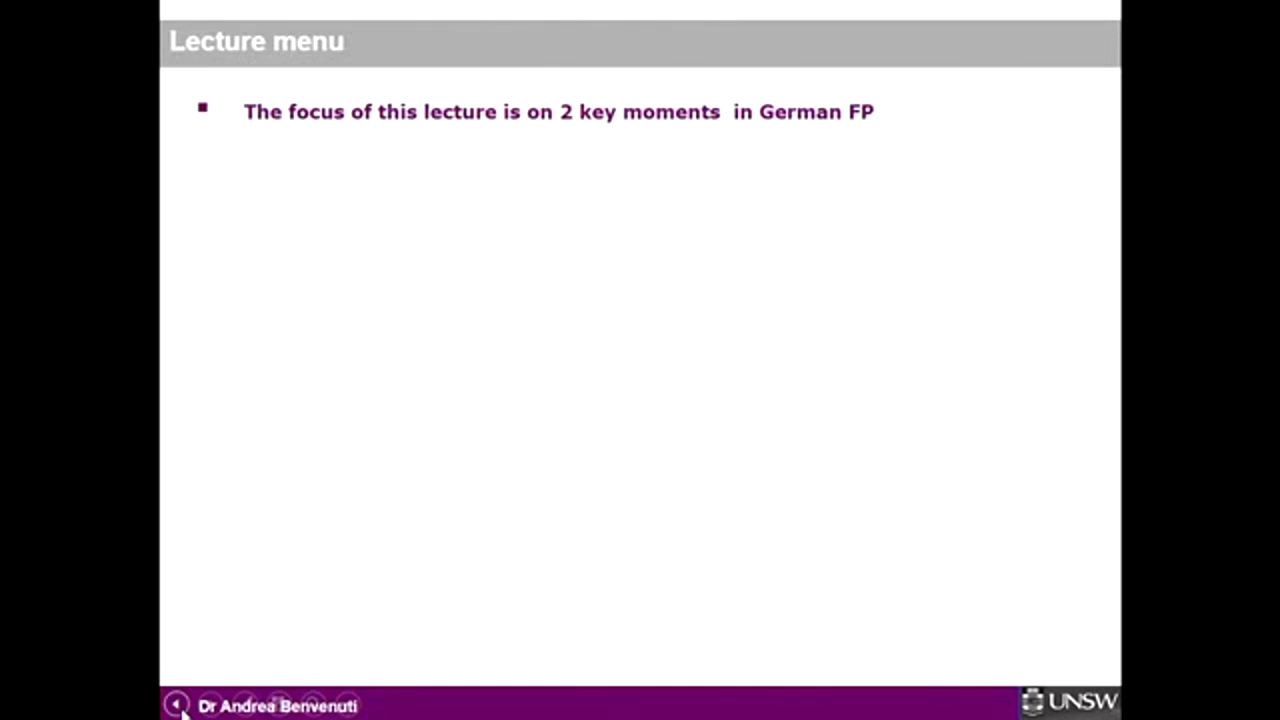 Lecture menu
The focus of this lecture is on 2 key moments  in German FP
Dr Andrea Benvenuti
UNSW